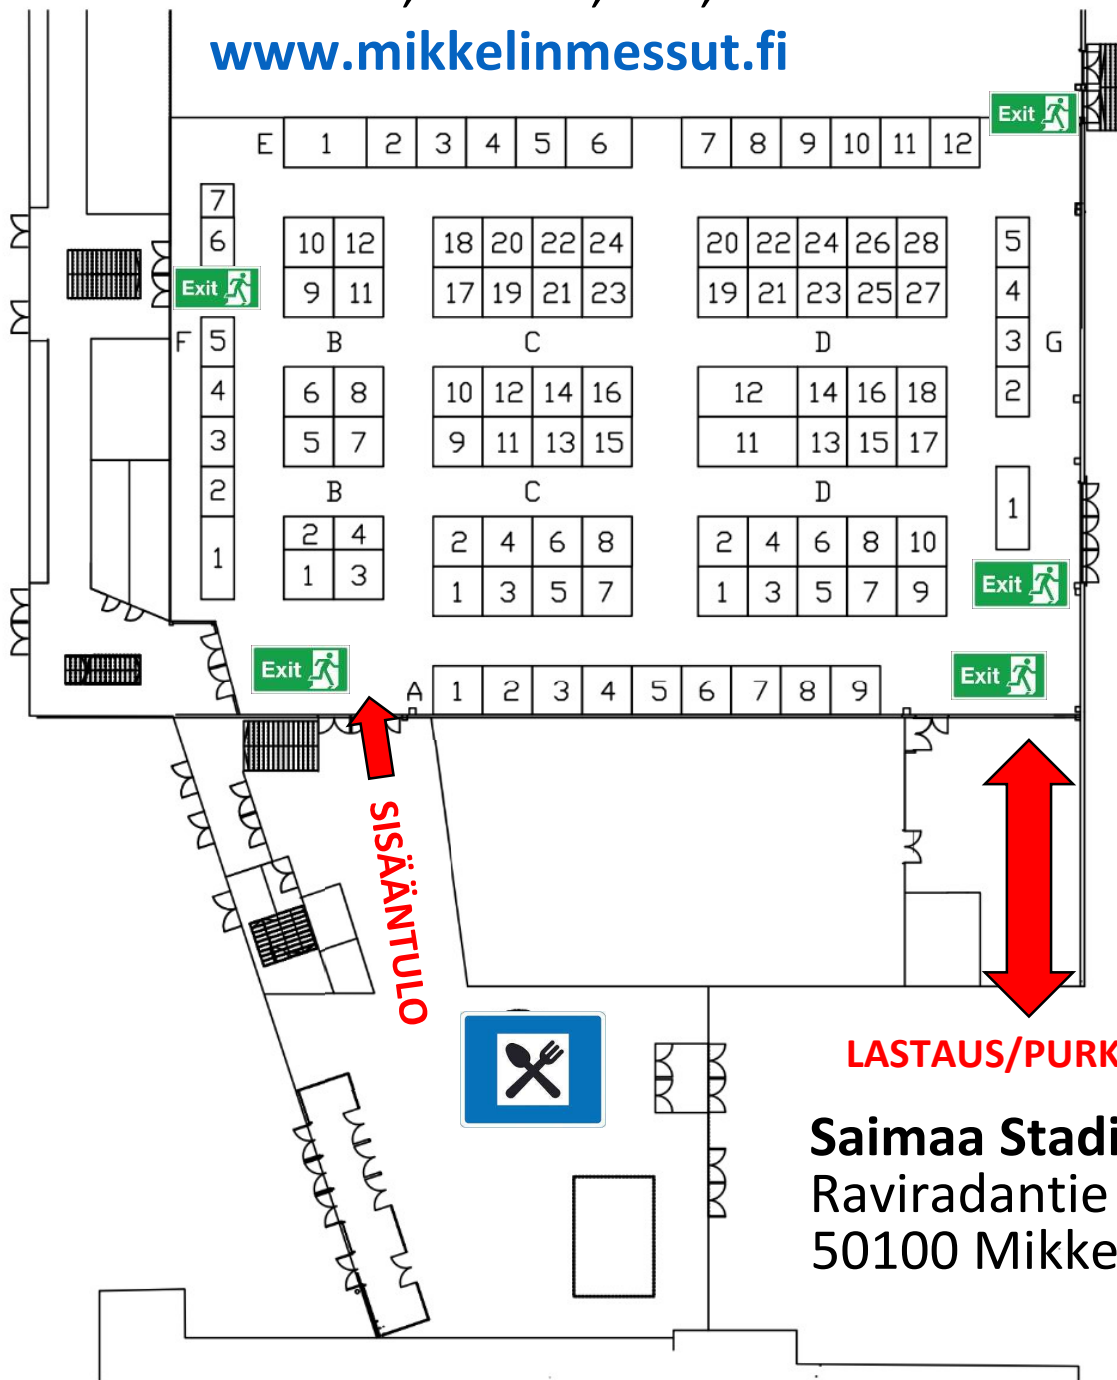 www.mikkelinmessut.fi
Exit
E 1 2 3 4 5 6 7 8 9 10 11 12
7
6 10 12 18 20 22 24 20 22 24 26 28 5
Exit 9 11 17 19 21 23 19 21 23 25 27 4
F 5 B C D 3 G
4 6 8 10 12 14 16 12 14 16 18 2
3 5 7 9 11 13 15 11 13 15 17
2 B C D 1
1 2 4 2 4 6 8 2 4 6 8 10
1 3 1 3 5 7 1 3 5 7 9 Exit
Exit A 1 2 3 4 5 6 7 8 9 Exit
SISÄÄNTULO
LASTAUS/PURK
Saimaa Stadi
Raviradantie
50100 Mikke